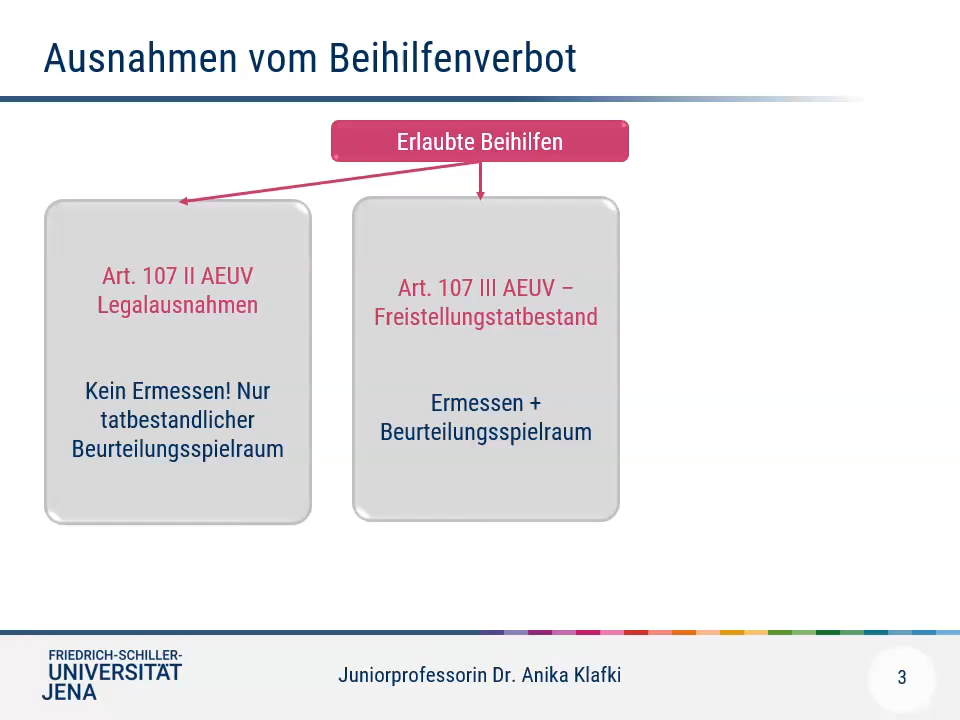 Ausnahmen vom Beihilfenverbot
Erlaubte Beihilfen
Art. 107 II AEUV
Legalausnahmen
Kein Ermessen! Nur
tatbestandlicher
Beurteilungsspielraum
Art. 107 III AEUV –
Freistellungstatbestand
Ermessen +
Beurteilungsspielraum
FRIEDRICH-SCHILLER-
UNIVERSITÄT
JENA
Juniorprofessorin Dr. Anika Klafki
3